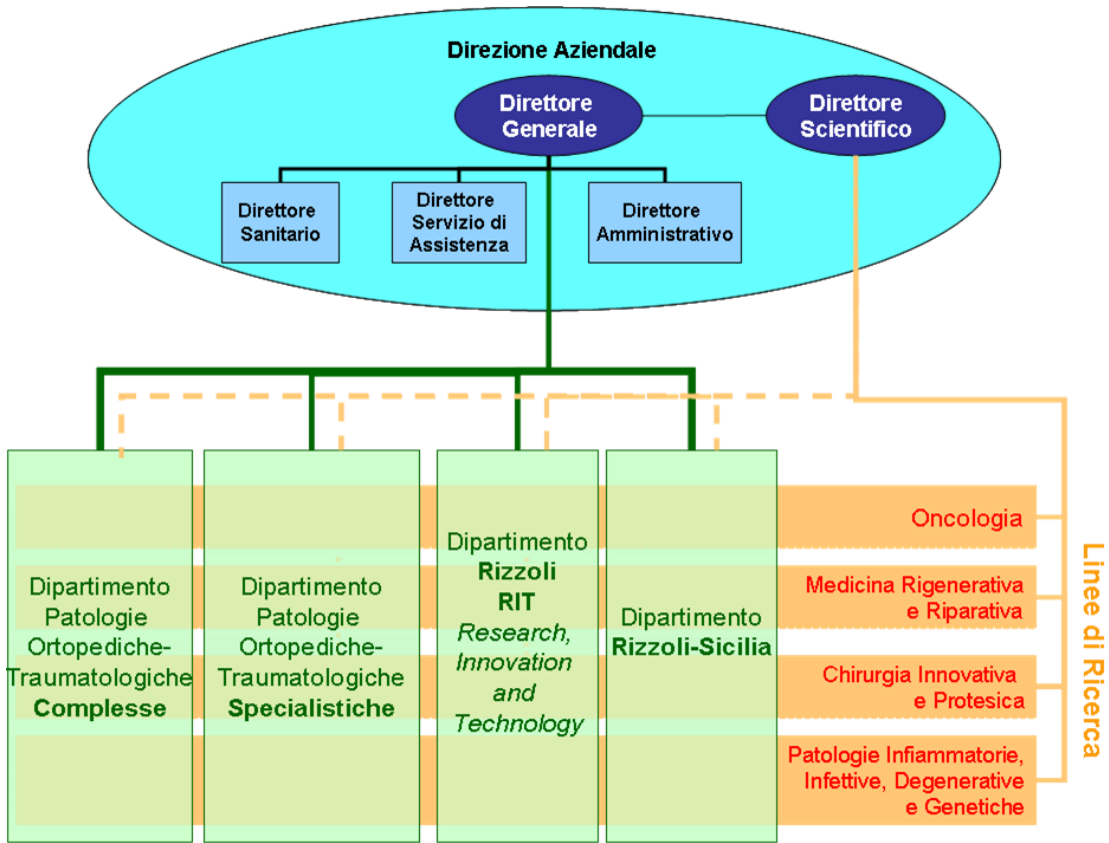 Direzione Aziendale
Direttore
Generale
Direttore
Scientifico
Direttore
Sanitario
Direttore
Servizio di
Assistenza
Direttore
Amministrativo
Dipartimento
Patologie
Ortopediche-
Traumatologiche
Complesse
Dipartimento
Patologie
Ortopediche-
Traumatologiche
Specialistiche
Dipartimento
Rizzoli
RIT
Research,
Innovation
and
Technology
Dipartimento
Rizzoli-Sicilia
Oncologia
Medicina Rigenerativa
e Riparativa
Chirurgia Innovativa
e Protesica
Patologie Infiammatorie,
Infettive, Degenerative
e Genetiche
Linee di Ricerca